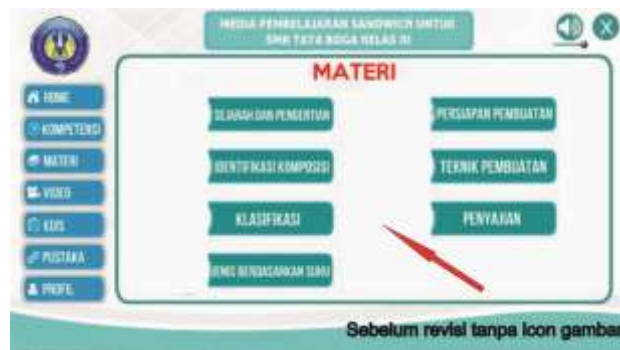 MEDIA PEMBELAJARAN SANDWICH UNTUK
SMK TATA BOGA KELAS XI
MATERI
HOME
KOMPETENSI
MATERI
VIDEO
KUIS
PUSTAKA
PROFIL
SEJARAH DAN PENGERTIAN
PERSIAPAN PEMBUATAN
IDENTIFIKASI KOMPOSISI
TEKNIK PEMBUATAN
KLASIFIKASI
PENYAJIAN
JENIS BERDASARKAN SUHU
Sebelum revisi tanpa icon gambar